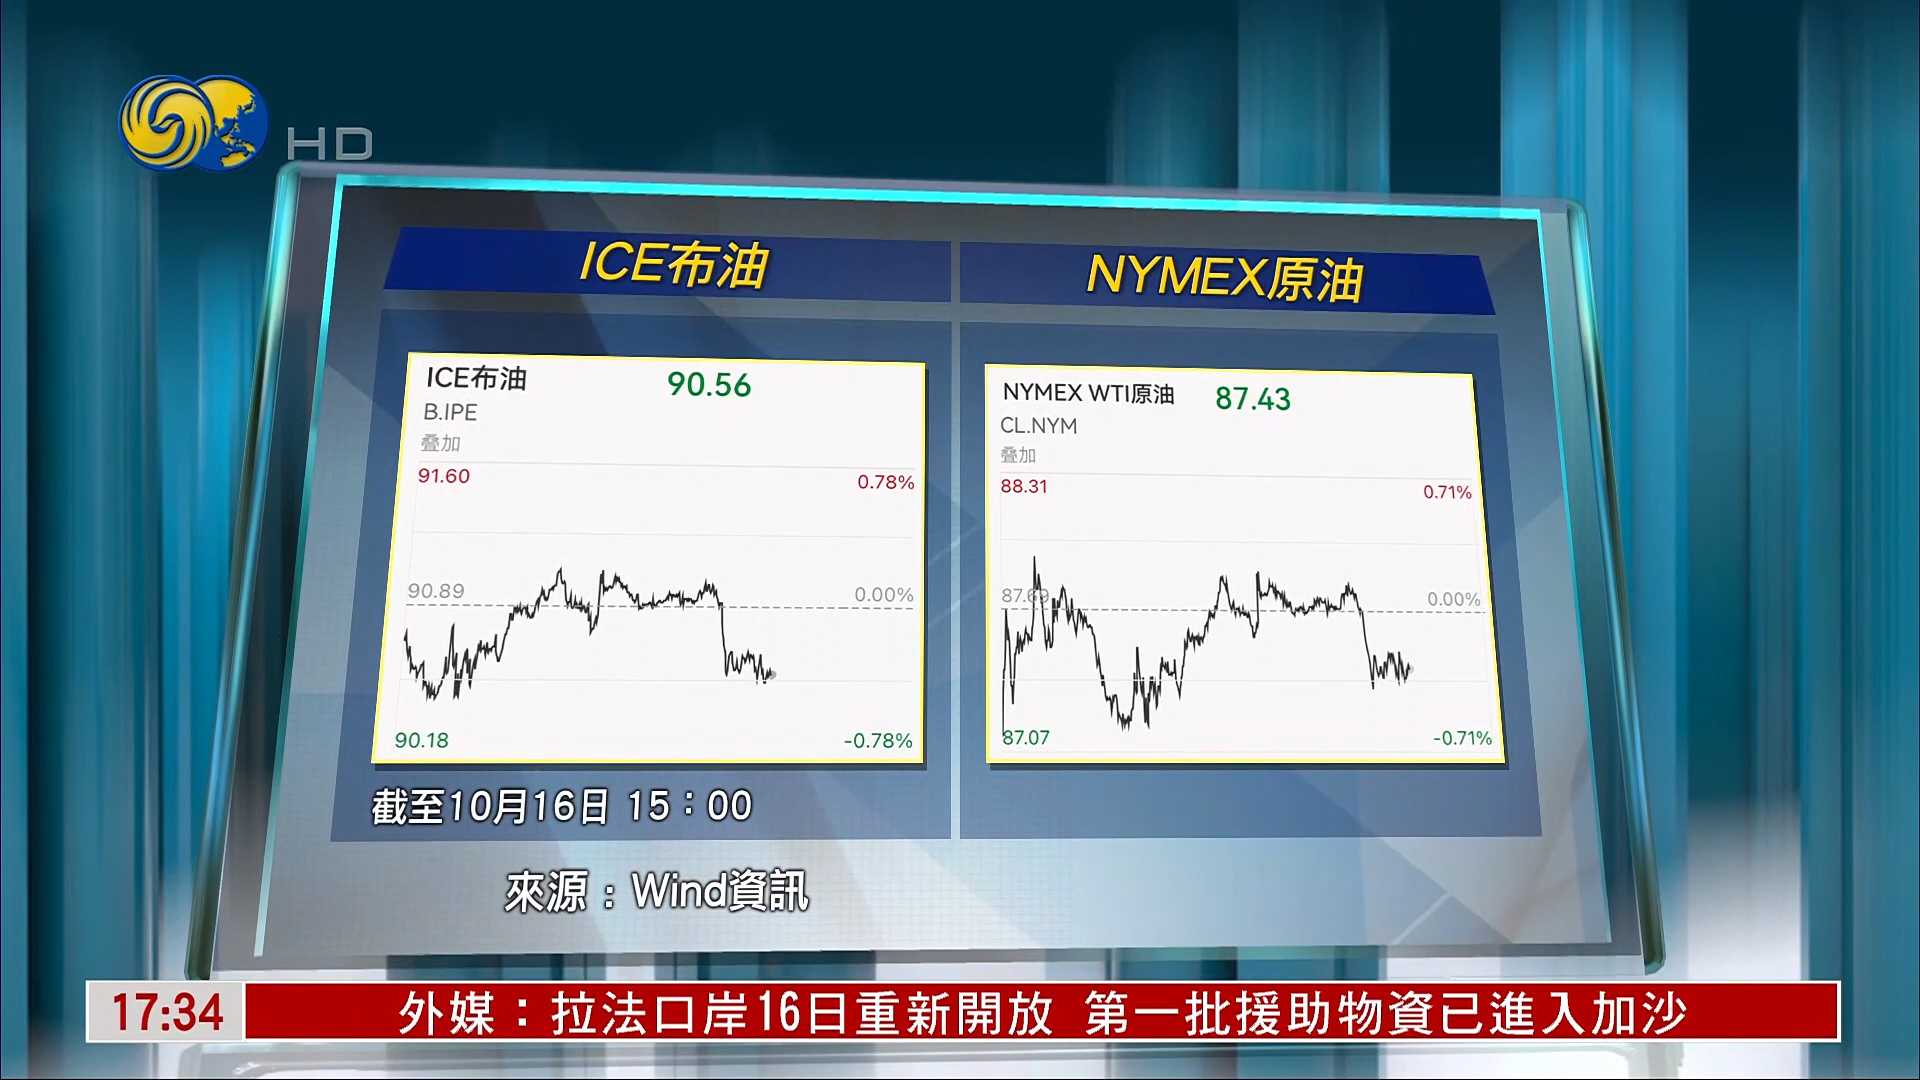 HD
ICE布油
NYMEX原油
ICE布油 90.56
B.IPE
叠加
91.60 0.78%
90.89 0.00%
90.18 -0.78%
NYMEX WTI原油 87.43
CL.NYM
叠加
88.31 0.71%
87.69 0.00%
87.07 -0.71%
截至10月16日 15：00
來源：Wind資訊
17:34 外媒：拉法口岸16日重新開放 第一批援助物資已進入加沙